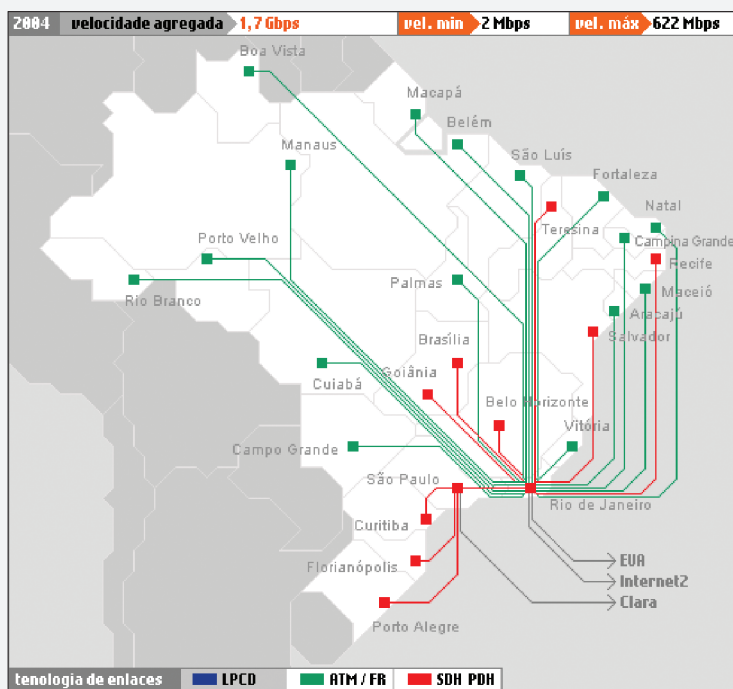 2004 velocidade agregada 1,7 Gbps vel. min 2 Mbps vel. máx 622 Mbps
Boa Vista
Macapá
Belém
Manaus
São Luís
Fortaleza
Teresina
Natal
Porto Velho
Campina Grande
Recife
Palmas
Rio Branco
Maceió
Aracajú
Brasília
Salvador
Goiânia
Cuiabá
Belo Horizonte
Vitória
Campo Grande
São Paulo
Rio de Janeiro
Curitiba
EUA
Florianópolis
Internet2
Clara
Porto Alegre
tenologia de enlaces LPCD ATM / FR SDH PDH